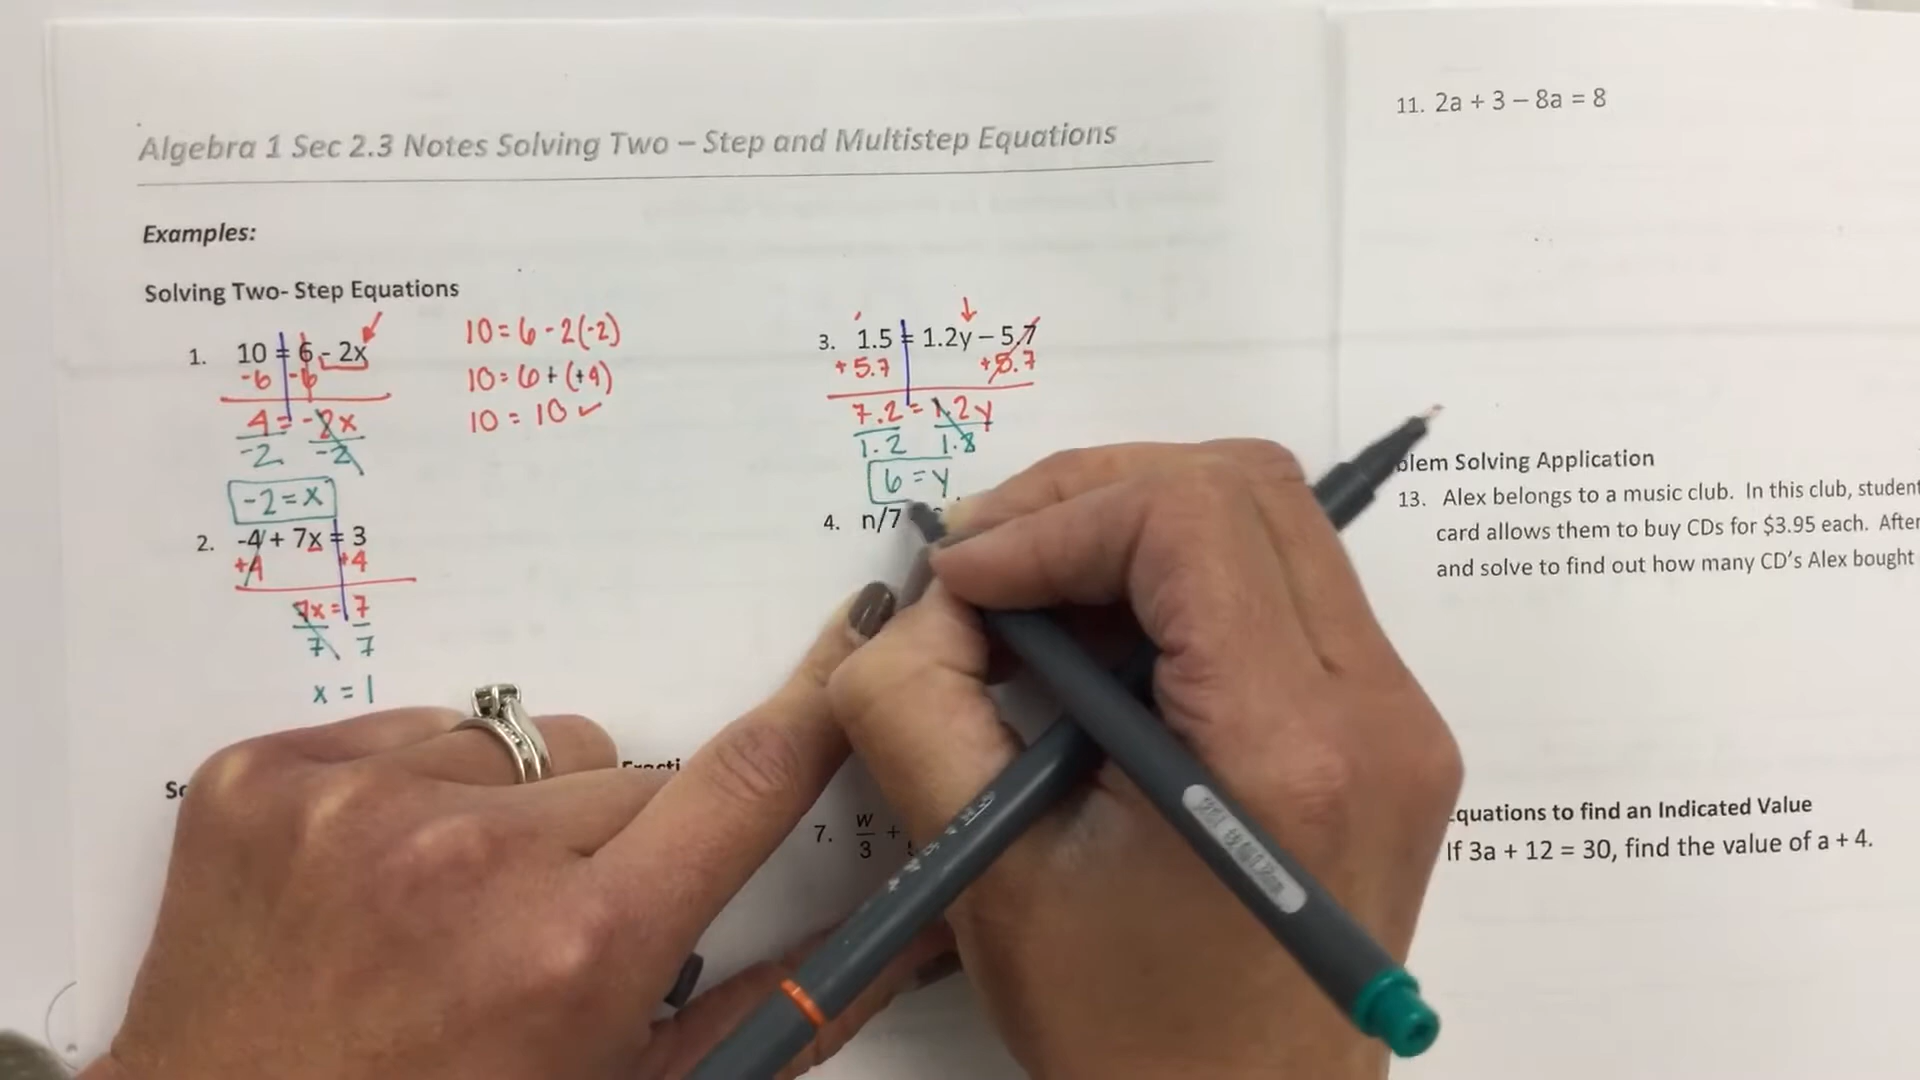 Algebra 1 Sec 2.3 Notes Solving Two – Step and Multistep Equations
Examples:
Solving Two- Step Equations
1. 10 = 6 - 2x
-6 -6
4 = -2x
-2 -2
-2 = x
10 = 6 - 2(-2)
10 = 6 + (+4)
10 = 10 ✓
2. -4 + 7x = 3
+4 +4
7x = 7
7 7
x = 1
3. 1.5 = 1.2y – 5.7
+5.7 +5.7
7.2 = 1.2y
1.2 1.2
6 = y
4. n/7
7. w/3 +
11. 2a + 3 – 8a = 8
blem Solving Application
13. Alex belongs to a music club. In this club, student
card allows them to buy CDs for $3.95 each. After
and solve to find out how many CD's Alex bought
quations to find an Indicated Value
If 3a + 12 = 30, find the value of a + 4.